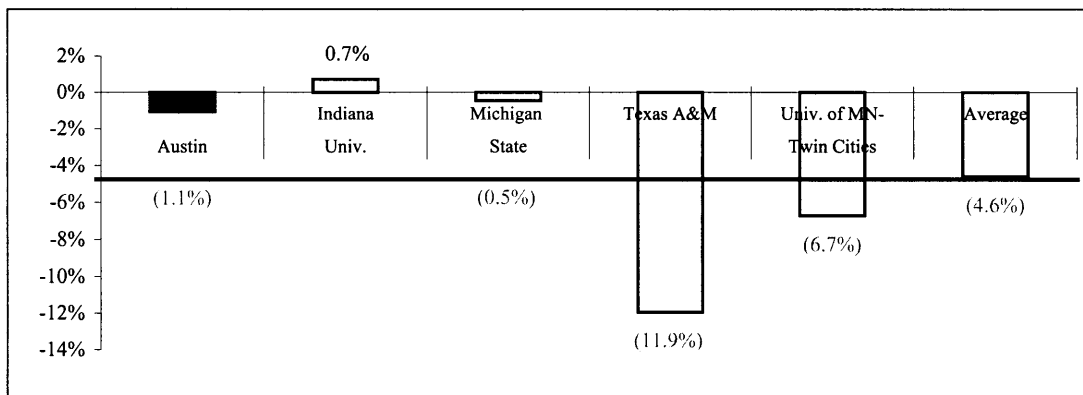 0.7%
2%
0%
-2%
-4%
-6%
-8%
-10%
-12%
-14%
Austin
Indiana
Univ.
Michigan
State
Texas A&M
Univ. of MN-
Twin Cities
Average
(1.1%)
(0.5%)
(11.9%)
(6.7%)
(4.6%)